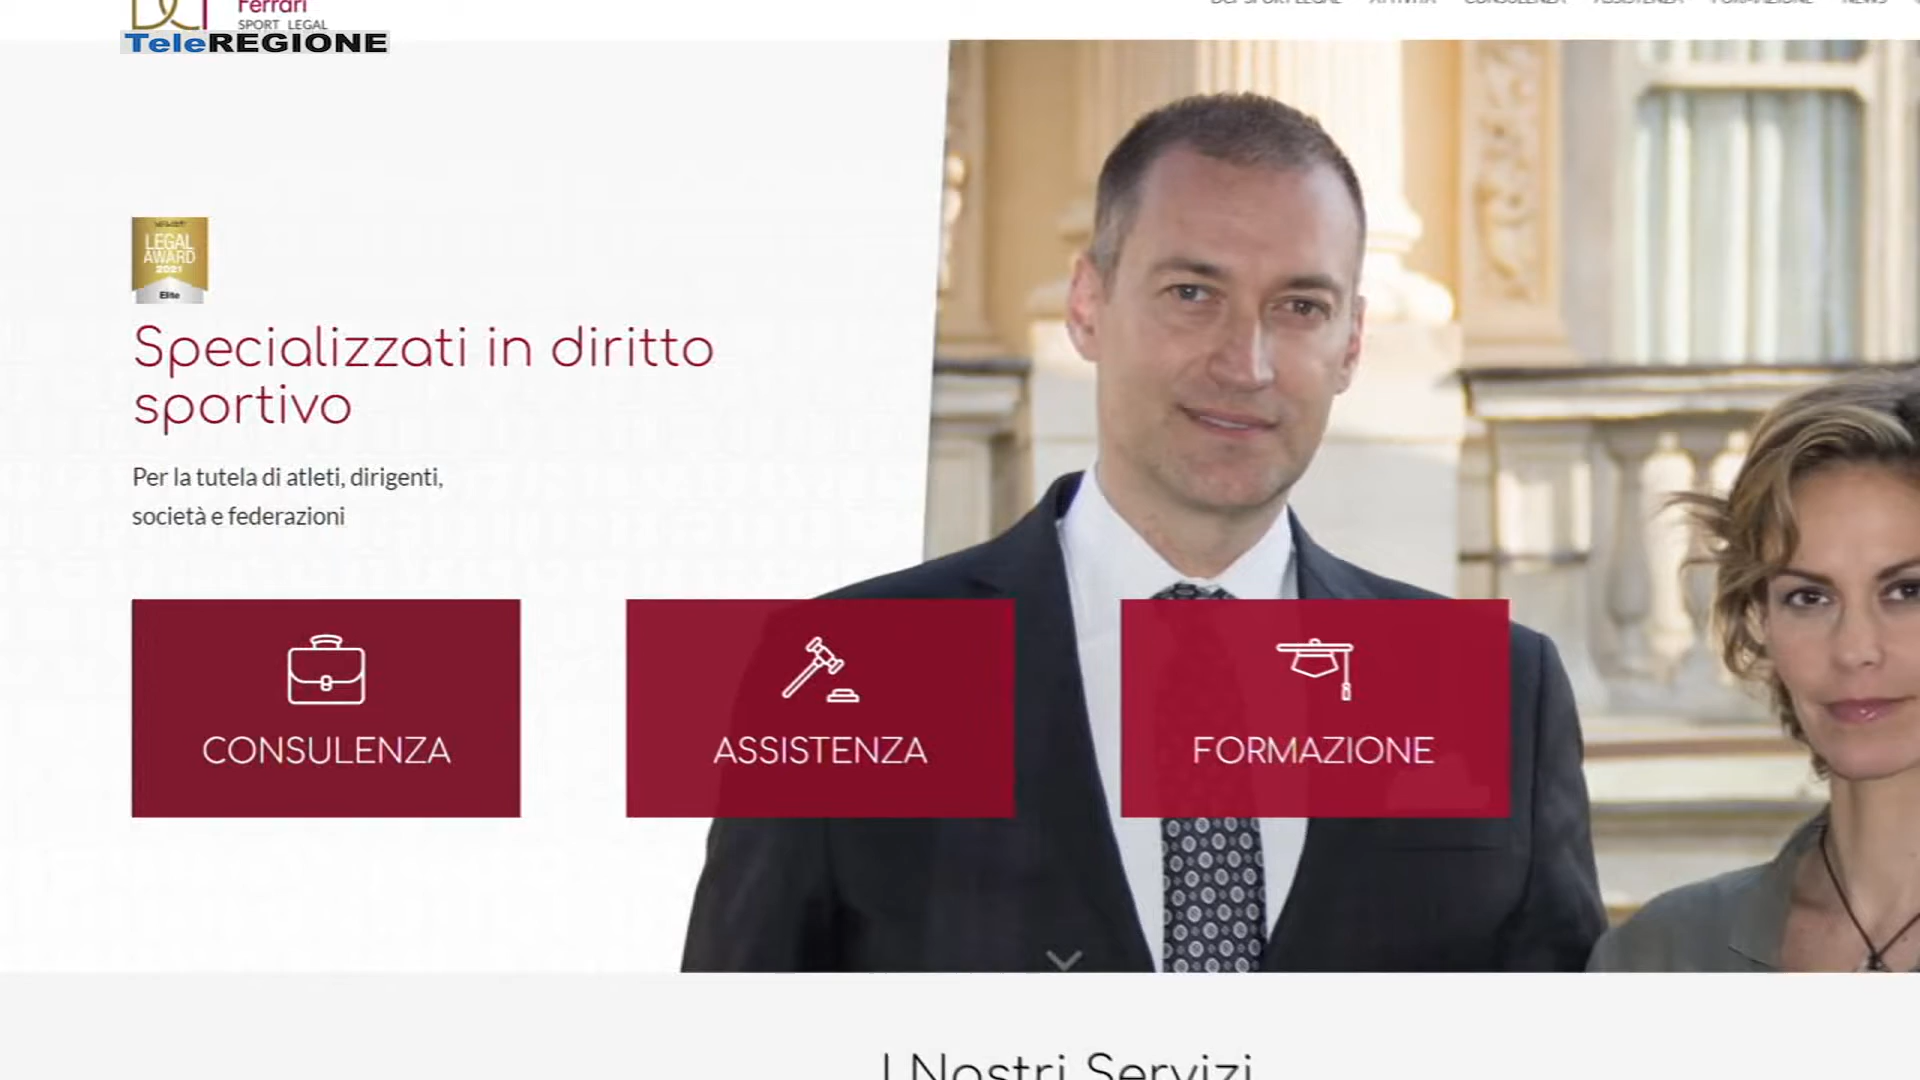 Ferrari
SPORT LEGAL
TeleREGIONE
LEGAL
AWARD
2021
Elite
Specializzati in diritto
sportivo
Per la tutela di atleti, dirigenti,
società e federazioni
CONSULENZA
ASSISTENZA
FORMAZIONE
I Nostri Servizi